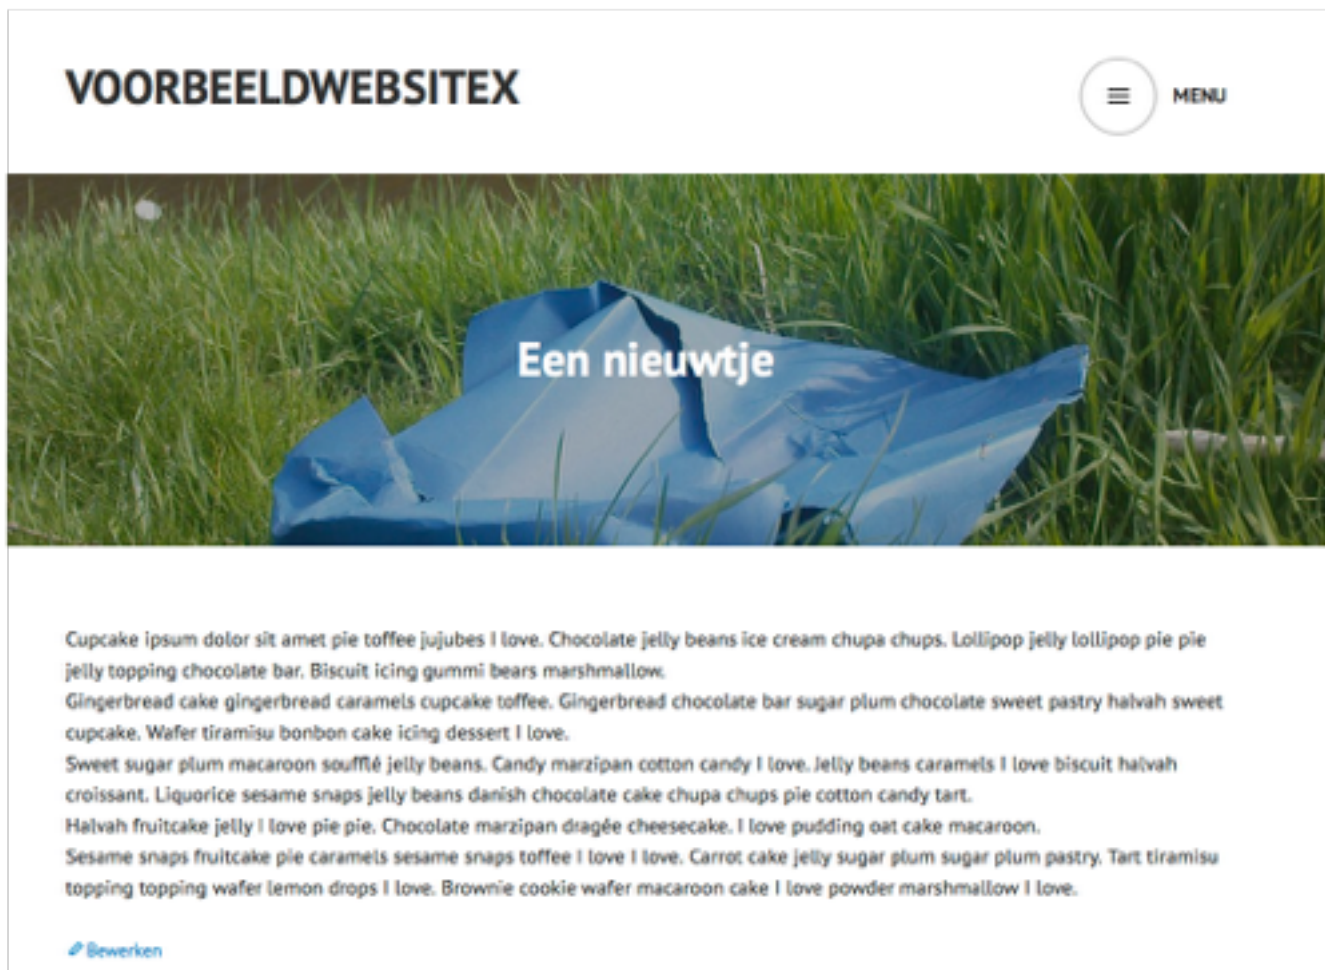 VOORBEELDWEBSITEX
MENU
Een nieuwtje
Cupcake ipsum dolor sit amet pie toffee jujubes I love. Chocolate jelly beans ice cream chupa chups. Lollipop jelly lollipop pie pie
jelly topping chocolate bar. Biscuit icing gummi bears marshmallow.
Gingerbread cake gingerbread caramels cupcake toffee. Gingerbread chocolate bar sugar plum chocolate sweet pastry halvah sweet
cupcake. Wafer tiramisu bonbon cake icing dessert I love.
Sweet sugar plum macaroon soufflé jelly beans. Candy marzipan cotton candy I love. Jelly beans caramels I love biscuit halvah
croissant. Liquorice sesame snaps jelly beans danish chocolate cake chupa chups pie cotton candy tart.
Halvah fruitcake jelly I love pie pie. Chocolate marzipan dragée cheesecake. I love pudding oat cake macaroon.
Sesame snaps fruitcake pie caramels sesame snaps toffee I love I love. Carrot cake jelly sugar plum sugar plum pastry. Tart tiramisu
topping topping wafer lemon drops I love. Brownie cookie wafer macaroon cake I love powder marshmallow I love.
Bewerken